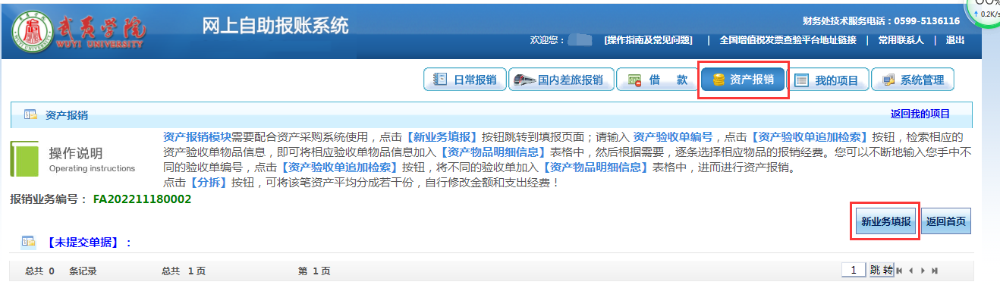 武夷学院
WUYI UNIVERSITY
网上自助报账系统
财务处技术服务电话：0599-5136116
↑ 0.2K/s
欢迎您： [操作指南及常见问题] | 全国增值税发票查验平台地址链接 | 常用联系人 | 退出
日常报销 国内差旅报销 借 款 资产报销 我的项目 系统管理
资产报销 返回我的项目
操作说明
Operating instructions
资产报销模块需要配合资产采购系统使用，点击【新业务填报】按钮跳转到填报页面；请输入 资产验收单编号，点击【资产验收单追加检索】按钮，检索相应的
资产验收单物品信息，即可将相应验收单物品信息加入【资产物品明细信息】表格中，然后根据需要，逐条选择相应物品的报销经费。您可以不断地输入您手中不
同的验收单编号，点击【资产验收单追加检索】按钮，将不同的验收单加入【资产物品明细信息】表格中，进而进行资产报销。
点击【分拆】按钮，可将该笔资产平均分成若干份，自行修改金额和支出经费！
报销业务编号： FA202211180002
新业务填报 返回首页
【未提交单据】：
总共 0 条记录 总共 1 页 第 1 页 1 跳 转